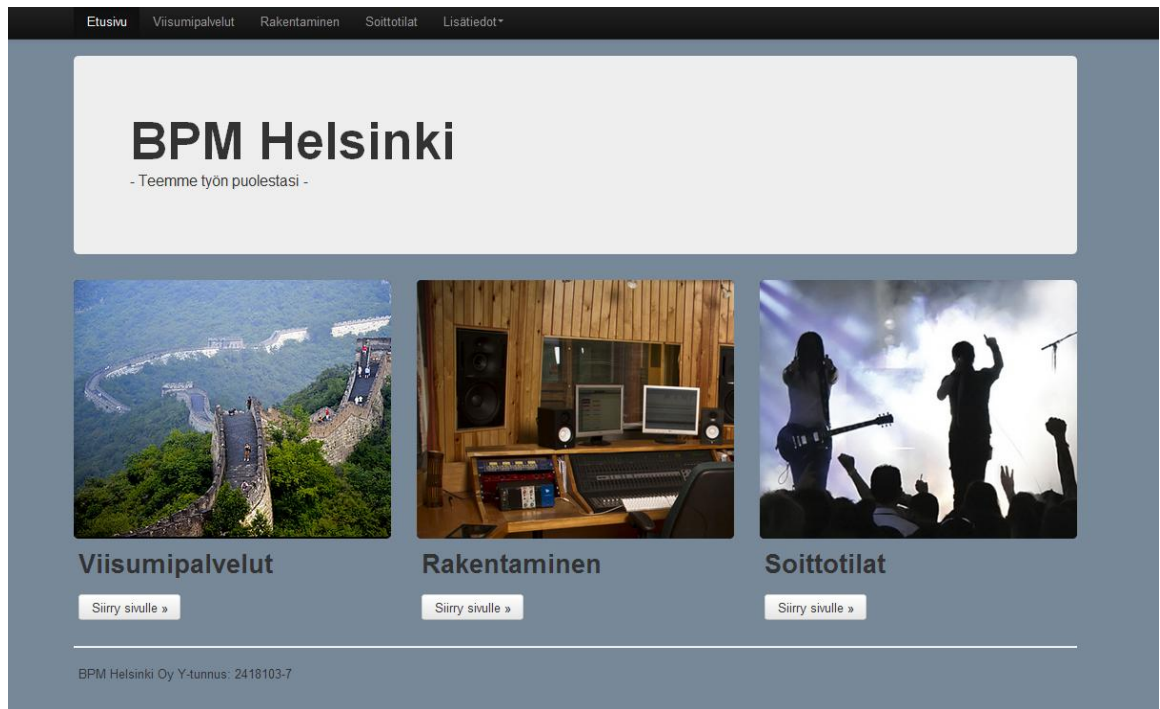 Etusivu Viisumipalvelut Rakentaminen Soittotilat Lisätiedot
BPM Helsinki
- Teemme työn puolestasi -
Viisumipalvelut Rakentaminen Soittotilat
Siirry sivulle » Siirry sivulle » Siirry sivulle »
BPM Helsinki Oy Y-tunnus: 2418103-7